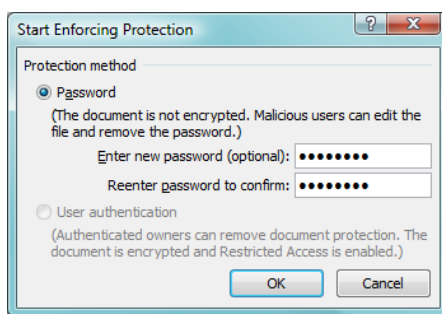 Start Enforcing Protection
Protection method
Password
(The document is not encrypted. Malicious users can edit the
file and remove the password.)
Enter new password (optional): ••••••••
Reenter password to confirm: ••••••••
User authentication
(Authenticated owners can remove document protection. The
document is encrypted and Restricted Access is enabled.)
OK Cancel